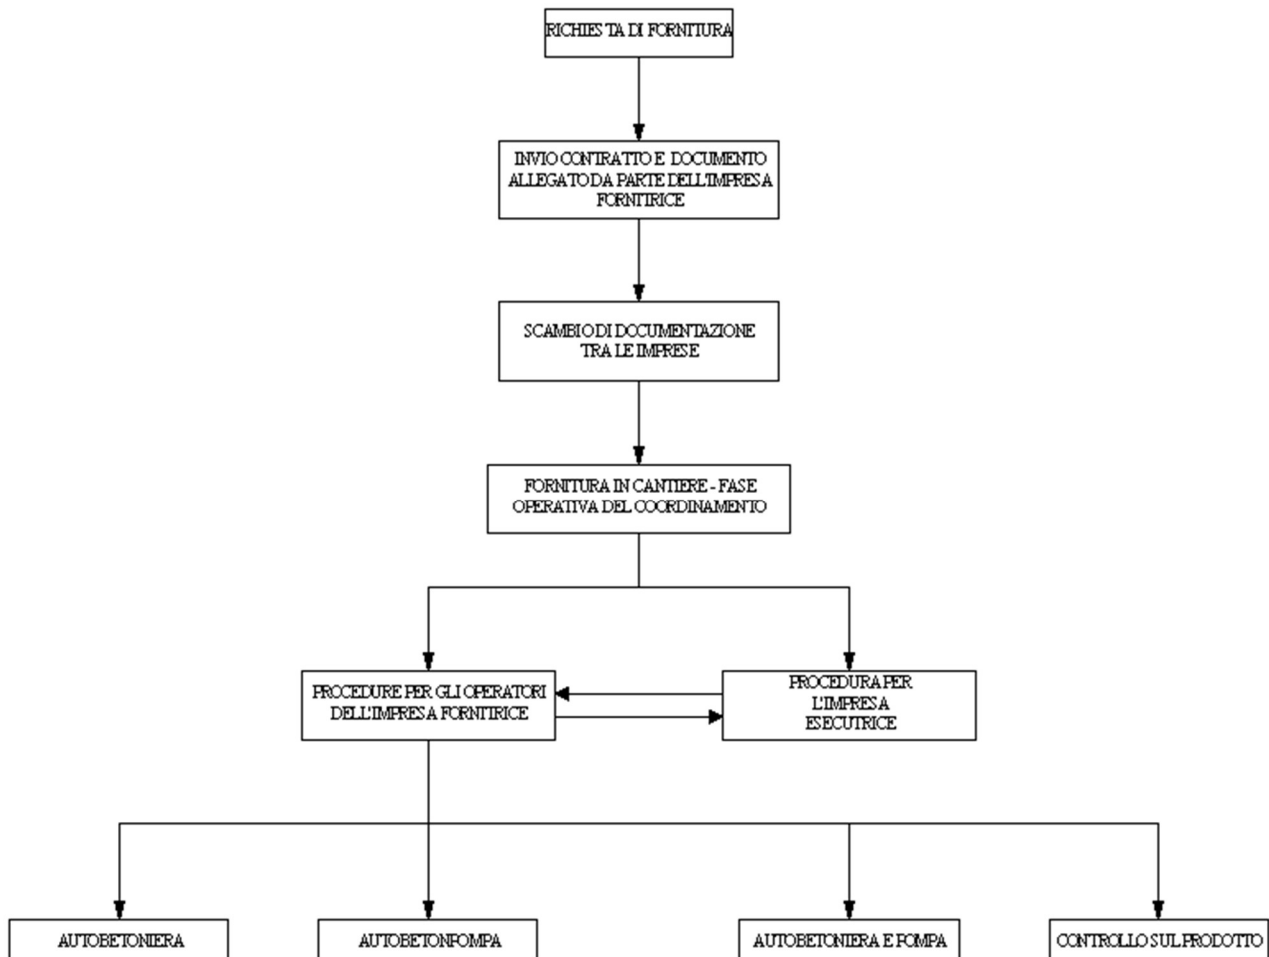 RICHIESTA DI FORNITURA
INVIO CONTRATTO E DOCUMENTO
ALLEGATO DA PARTE DELL'IMPRESA
FORNITRICE
SCAMBIO DI DOCUMENTAZIONE
TRA LE IMPRESE
FORNITURA IN CANTIERE - FASE
OPERATIVA DEL COORDINAMENTO
PROCEDURE PER GLI OPERATORI
DELL'IMPRESA FORNITRICE
PROCEDURA PER
L'IMPRESA
ESECUTRICE
AUTOBETONIERA
AUTOBETONPOMPA
AUTOBETONIERA E POMPA
CONTROLLO SUL PRODOTTO